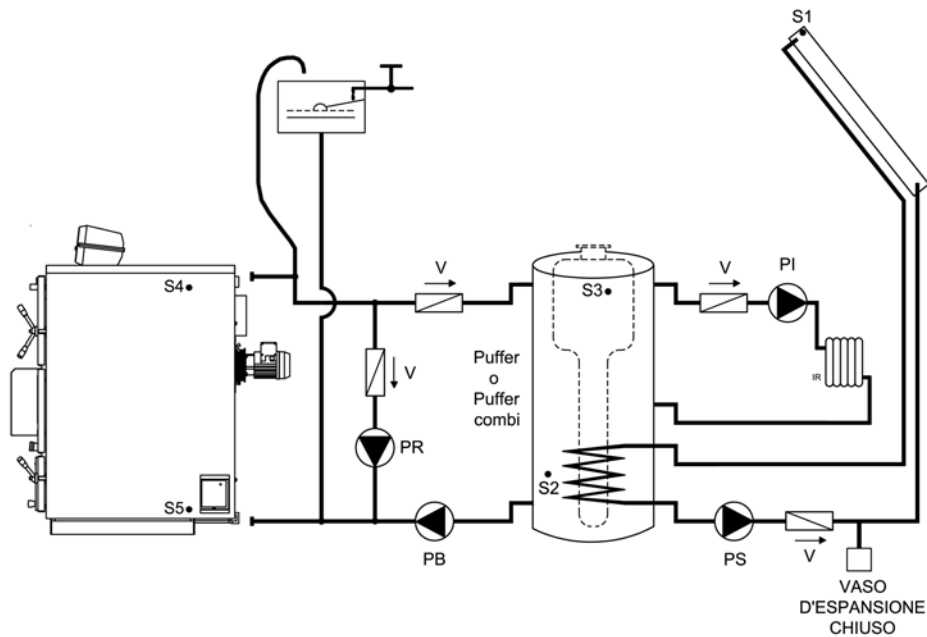 S1
V
V
PI
S4
S3
V
Puffer
o
Puffer
combi
IR
PR
S2
S5
PB
PS
V
VASO
D'ESPANSIONE
CHIUSO